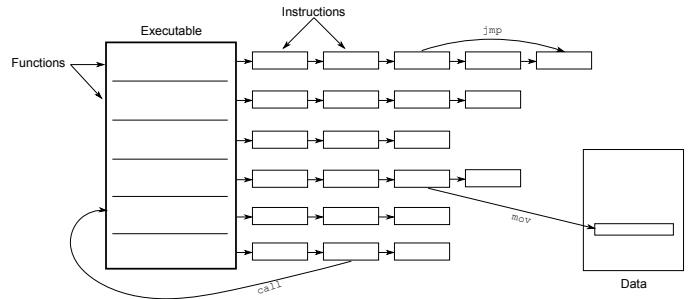 Instructions
Executable
jmp
Functions
mov
call
Data